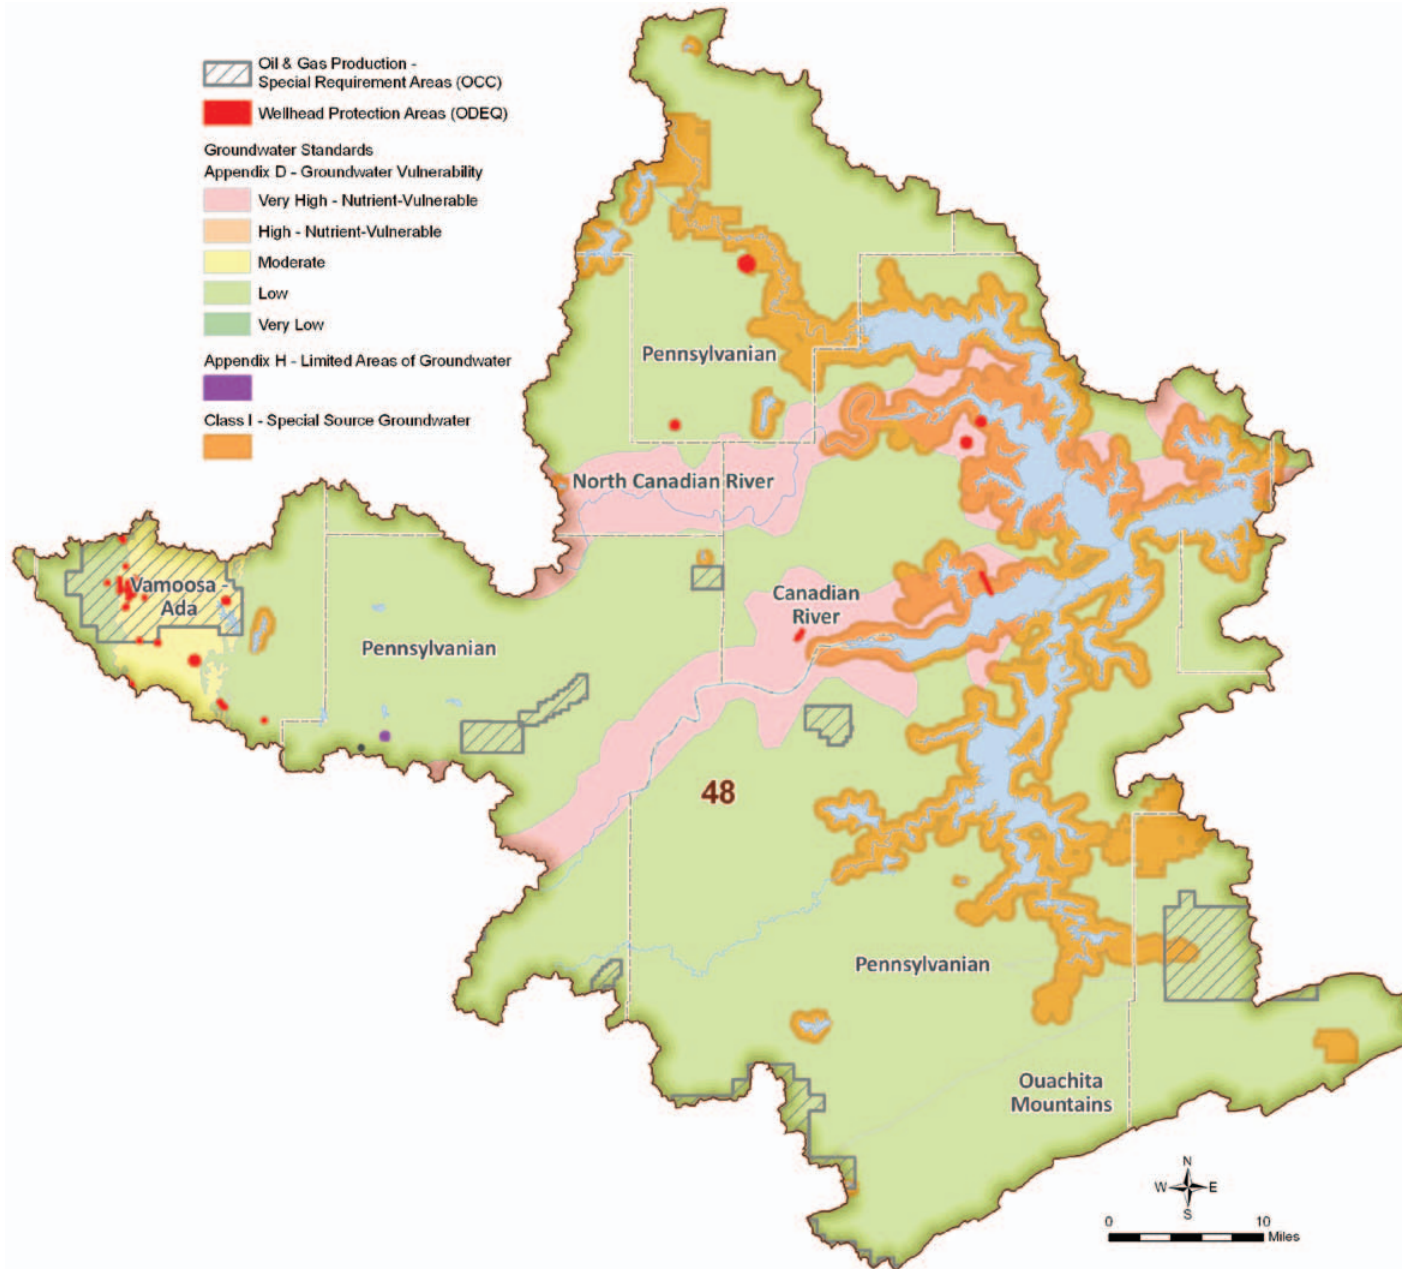 Oil & Gas Production -
Special Requirement Areas (OCC)
Wellhead Protection Areas (ODEQ)
Groundwater Standards
Appendix D - Groundwater Vulnerability
Very High - Nutrient-Vulnerable
High - Nutrient-Vulnerable
Moderate
Low
Very Low
Appendix H - Limited Areas of Groundwater
Class I - Special Source Groundwater
Pennsylvanian
North Canadian River
Vamoosa -
Ada
Canadian
River
Pennsylvanian
48
Pennsylvanian
Ouachita
Mountains
N
W E
S
0 10
Miles